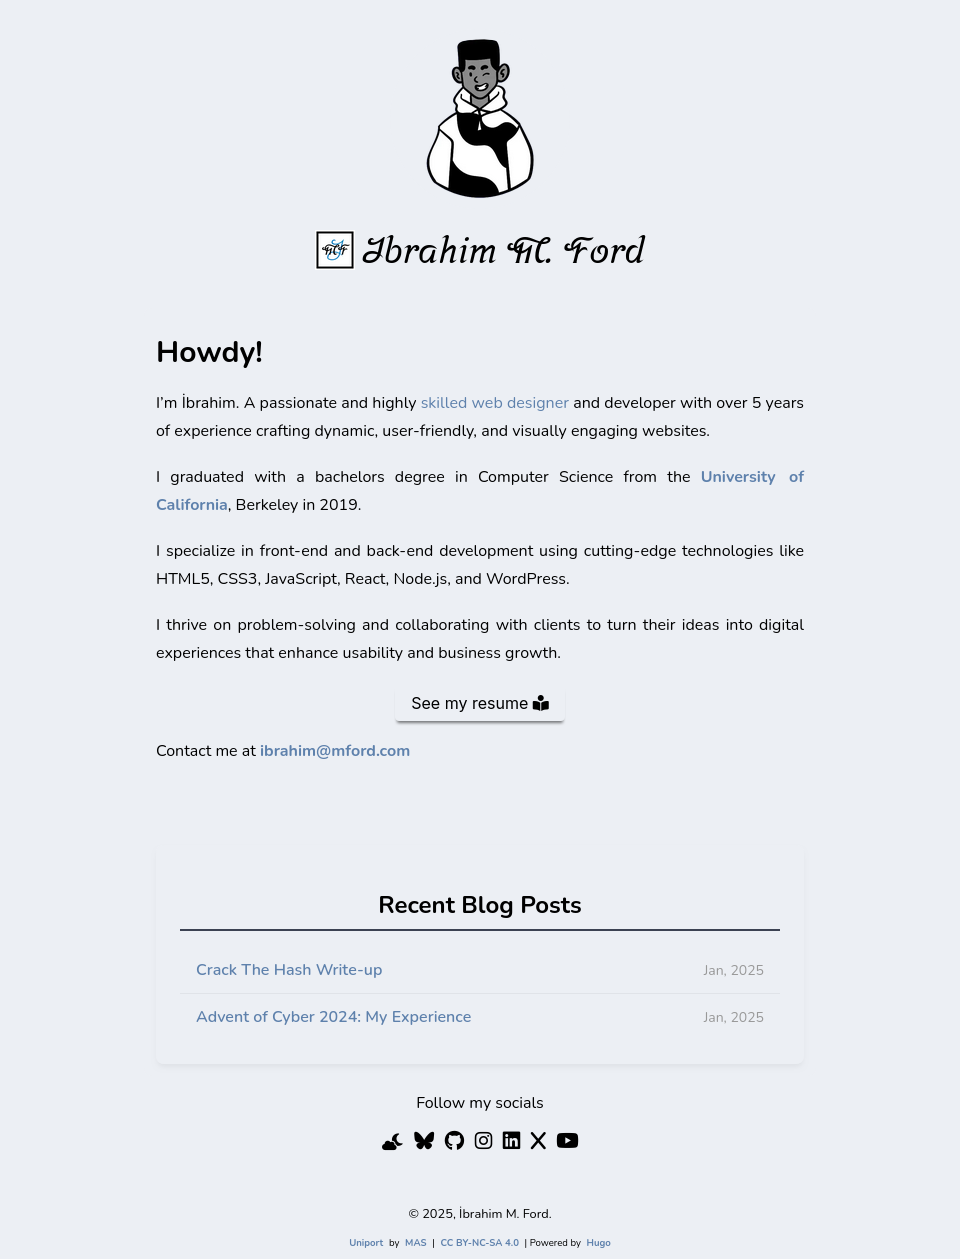 İbrahim M. Ford
Howdy!
I'm İbrahim. A passionate and highly skilled web designer and developer with over 5 years
of experience crafting dynamic, user-friendly, and visually engaging websites.
I graduated with a bachelors degree in Computer Science from the University of
California, Berkeley in 2019.
I specialize in front-end and back-end development using cutting-edge technologies like
HTML5, CSS3, JavaScript, React, Node.js, and WordPress.
I thrive on problem-solving and collaborating with clients to turn their ideas into digital
experiences that enhance usability and business growth.
See my resume
Contact me at ibrahim@mford.com
Recent Blog Posts
Crack The Hash Write-up Jan, 2025
Advent of Cyber 2024: My Experience Jan, 2025
Follow my socials
© 2025, İbrahim M. Ford.
Uniport by MAS | CC BY-NC-SA 4.0 | Powered by Hugo